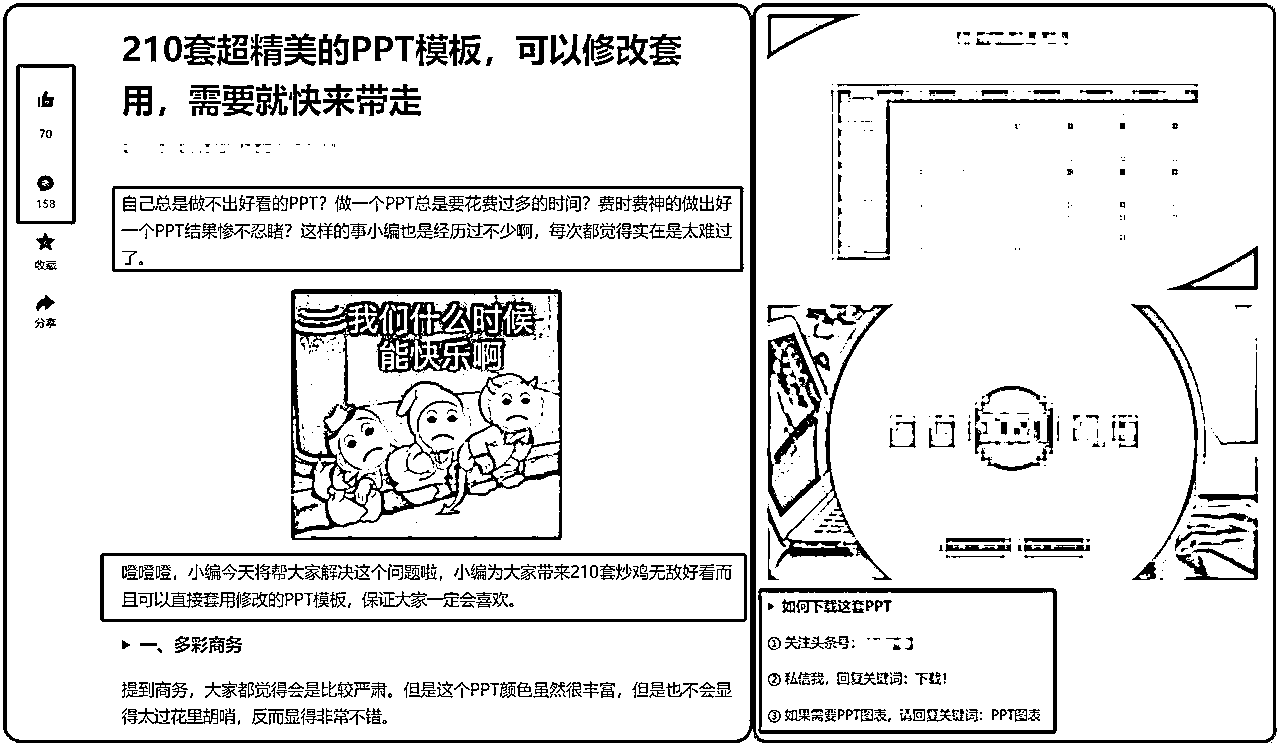 210套超精美的PPT模板，可以修改套
用，需要就快来带走
70
158
收藏
分享
自己总是做不出好看的PPT？做一个PPT总是要花费过多的时间？费时费神的做出好
一个PPT结果惨不忍睹？这样的事小编也是经历过不少啊，每次都觉得实在是太难过
了。
我们什么时候
能快乐啊
噔噔噔，小编今天将帮大家解决这个问题啦，小编为大家带来210套炒鸡无敌好看而
且可以直接套用修改的PPT模板，保证大家一定会喜欢。
一、多彩商务
提到商务，大家都觉得会是比较严肃。但是这个PPT颜色虽然很丰富，但是也不会显
得太过花里胡哨，反而显得非常不错。
如何下载这套PPT
① 关注头条号：
② 私信我，回复关键词：下载！
③ 如果需要PPT图表，请回复关键词：PPT图表